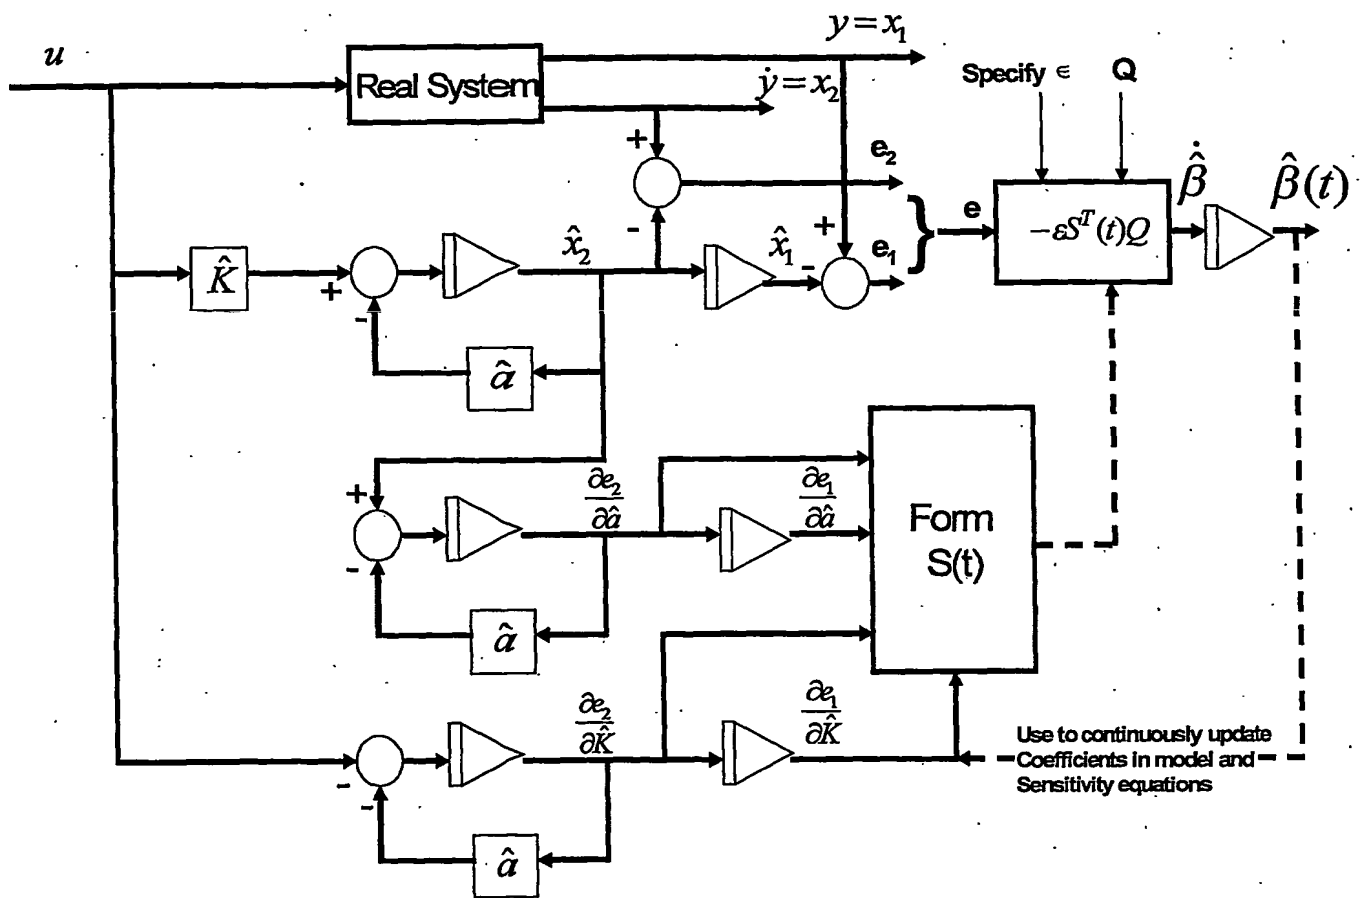 u
Real System
y = x₁
ẏ = x₂
Specify ∈
Q
+
-
e₂
+
e₁
}
e
-εSᵀ(t)Q
β̂̇
β̂(t)
K̂
+
-
x̂₂
x̂₁
-
â
+
-
∂e₂/∂â
∂e₁/∂â
Form
S(t)
â
-
-
∂e₂/∂K̂
∂e₁/∂K̂
Use to continuously update
Coefficients in model and
Sensitivity equations
â